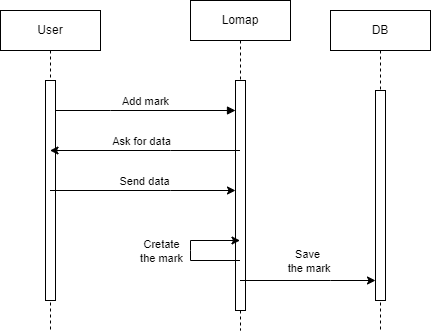 User
Lomap
DB
Add mark
Ask for data
Send data
Cretate
the mark
Save
the mark